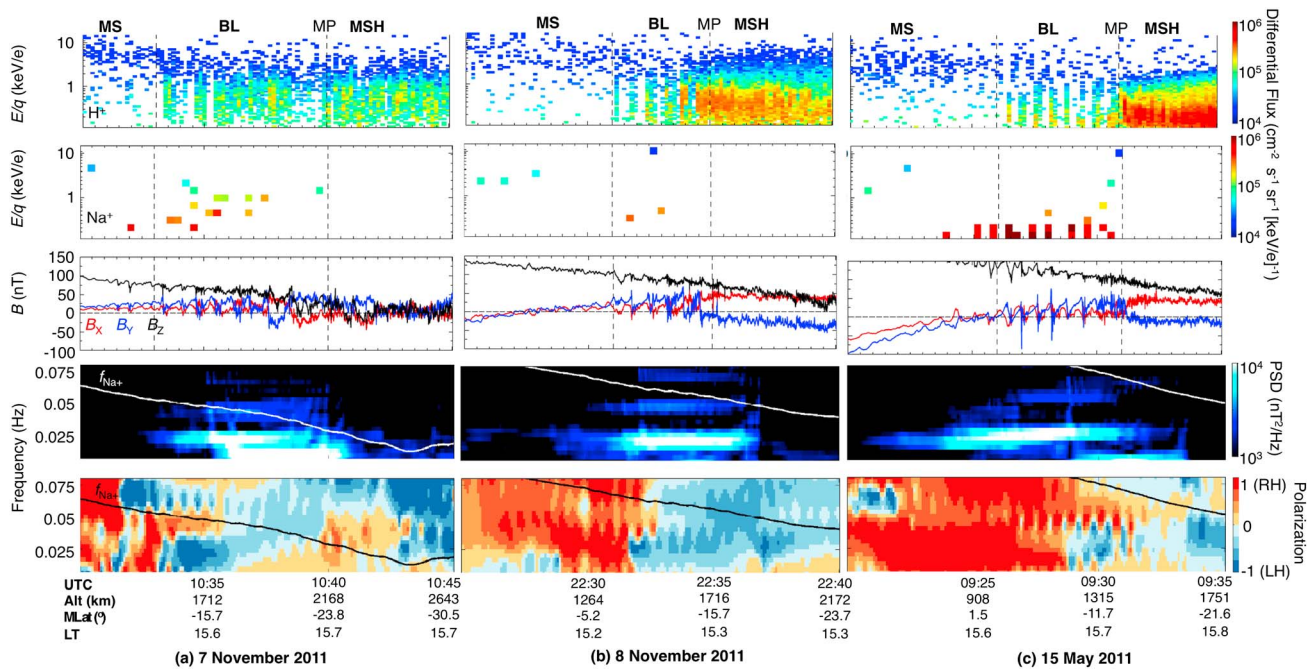 MS BL MP MSH MS BL MP MSH MS BL MP MSH
E/q (keV/e)
10
1
H+
10⁶
10⁵
10⁴
Differential Flux (cm⁻² s⁻¹ sr⁻¹ [keV/e]⁻¹)
E/q (keV/e)
10
1
Na+
10⁶
10⁵
10⁴
B (nT)
150
100
50
0
-50
-100
BX BY BZ
Frequency (Hz)
0.075
0.05
0.025
fNa+
10⁴
10³
PSD (nT²/Hz)
0.075
0.05
0.025
fNa+
1 (RH)
0
-1 (LH)
Polarization
UTC 10:35 10:40 10:45 22:30 22:35 22:40 09:25 09:30 09:35
Alt (km) 1712 2168 2643 1264 1716 2172 908 1315 1751
MLat (º) -15.7 -23.8 -30.5 -5.2 -15.7 -23.7 1.5 -11.7 -21.6
LT 15.6 15.7 15.7 15.2 15.3 15.3 15.6 15.7 15.8
(a) 7 November 2011 (b) 8 November 2011 (c) 15 May 2011